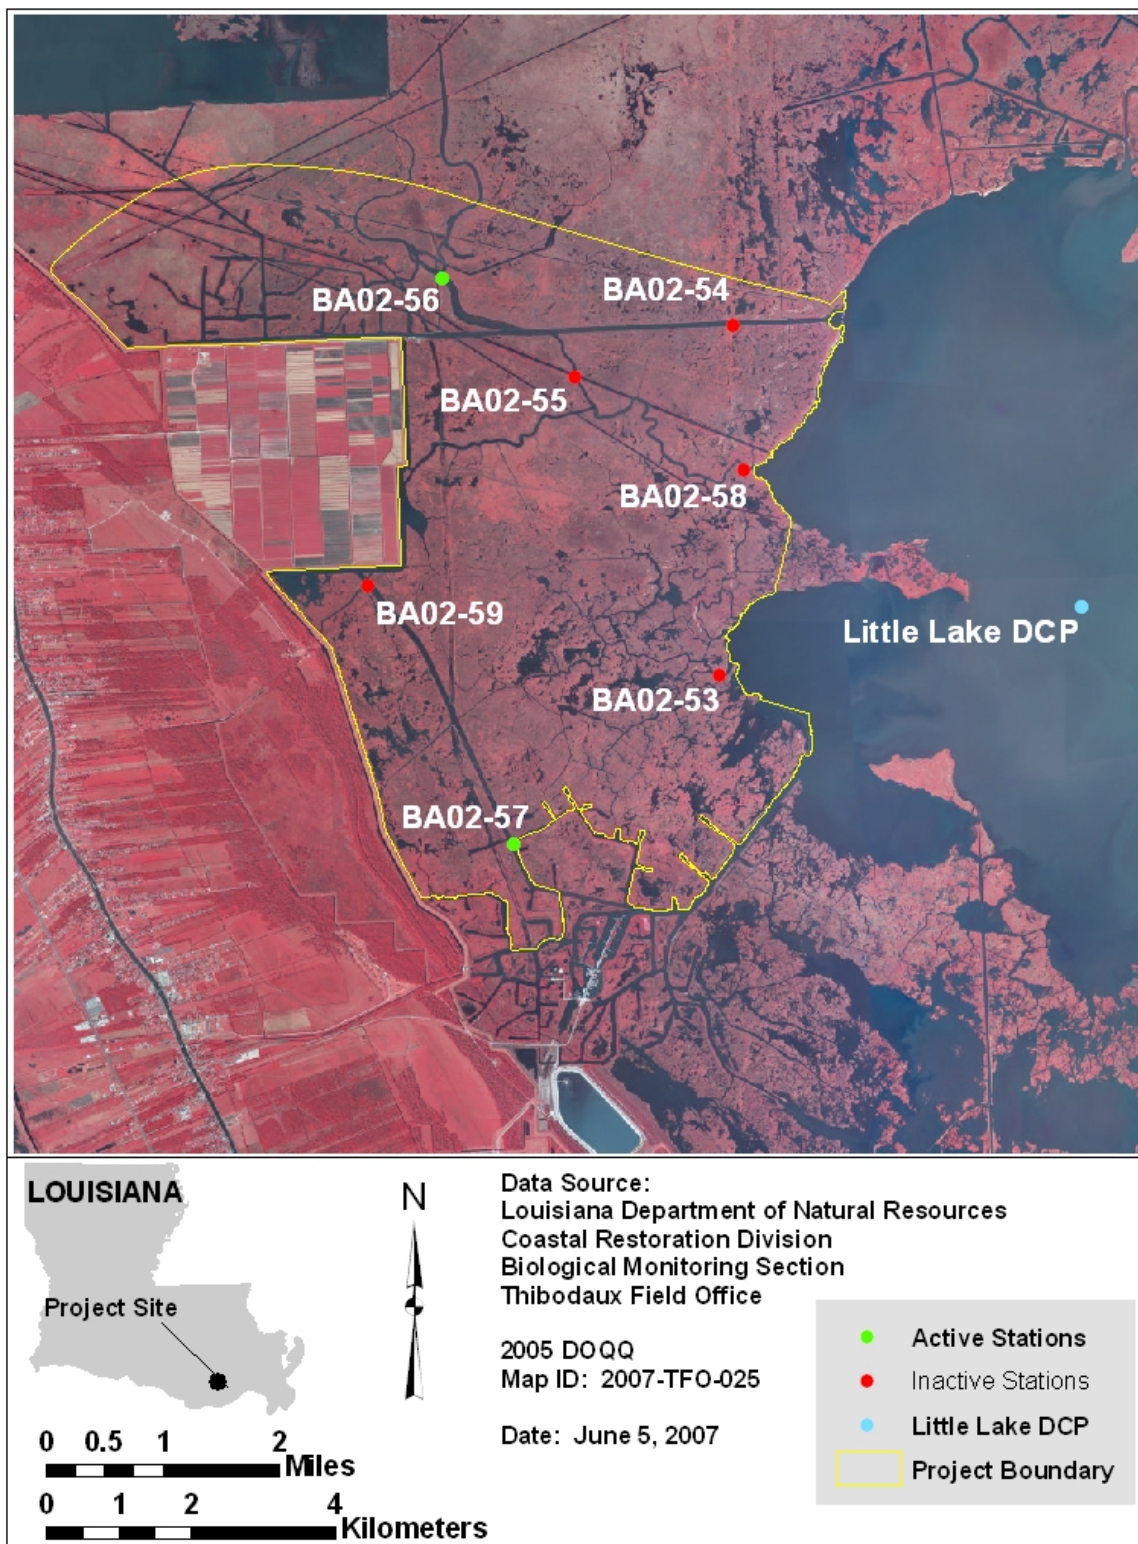 BA02-56
BA02-54
BA02-55
BA02-58
BA02-59
Little Lake DCP
BA02-53
BA02-57
LOUISIANA
Project Site
N
Data Source:
Louisiana Department of Natural Resources
Coastal Restoration Division
Biological Monitoring Section
Thibodaux Field Office
2005 DOQQ
Map ID: 2007-TFO-025
Date: June 5, 2007
Active Stations
Inactive Stations
Little Lake DCP
Project Boundary
0 0.5 1 2
Miles
0 1 2 4
Kilometers